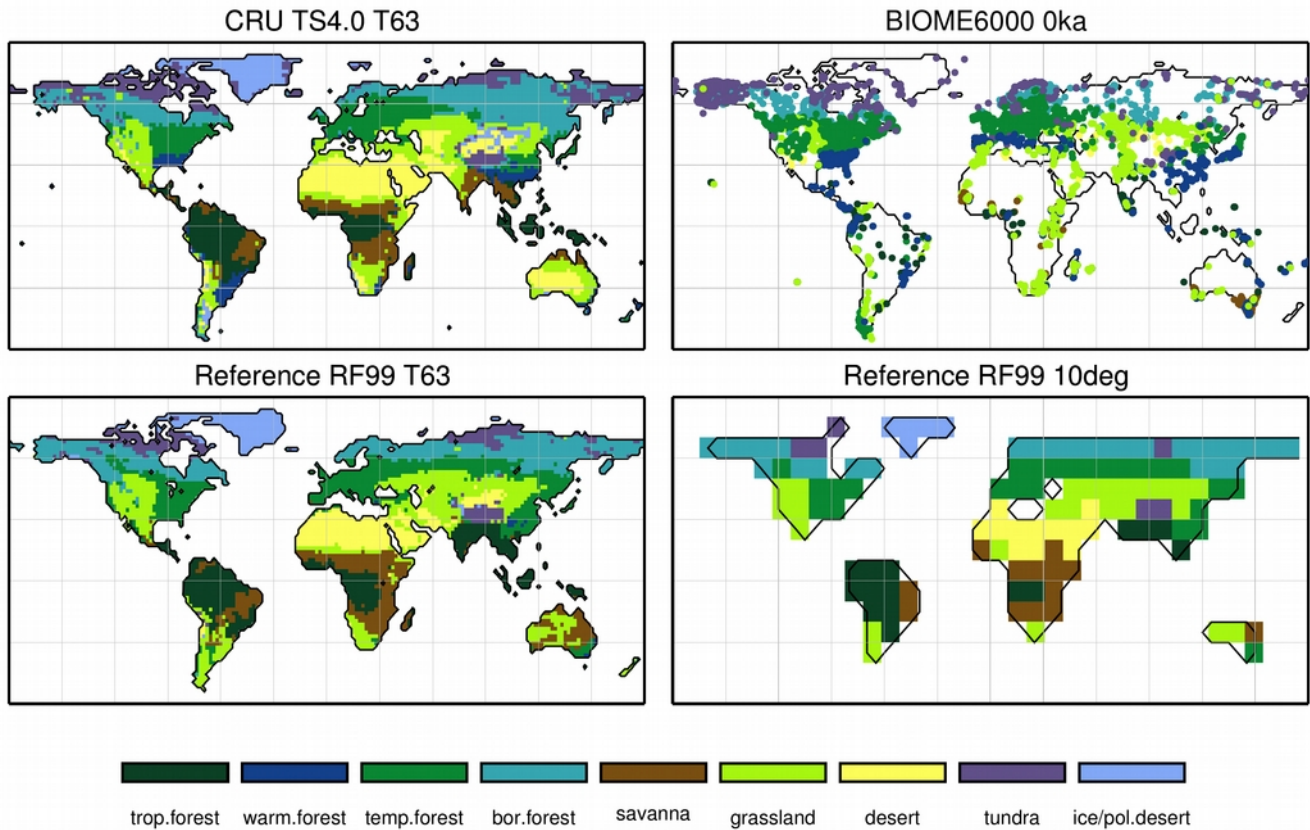 CRU TS4.0 T63
BIOME6000 0ka
Reference RF99 T63
Reference RF99 10deg
trop.forest warm.forest temp.forest bor.forest savanna grassland desert tundra ice/pol.desert